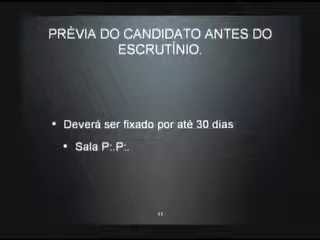 PRÉVIA DO CANDIDATO ANTES DO
ESCRUTÍNIO.
• Deverá ser fixado por até 30 dias
• Sala P:.P:.